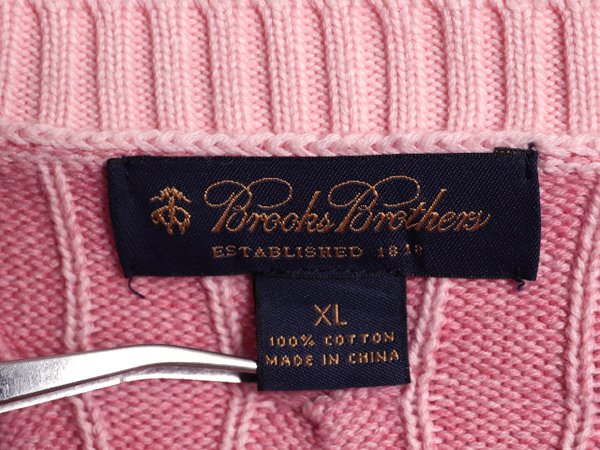 Brooks Brothers
ESTABLISHED 1818
XL
100% COTTON
MADE IN CHINA